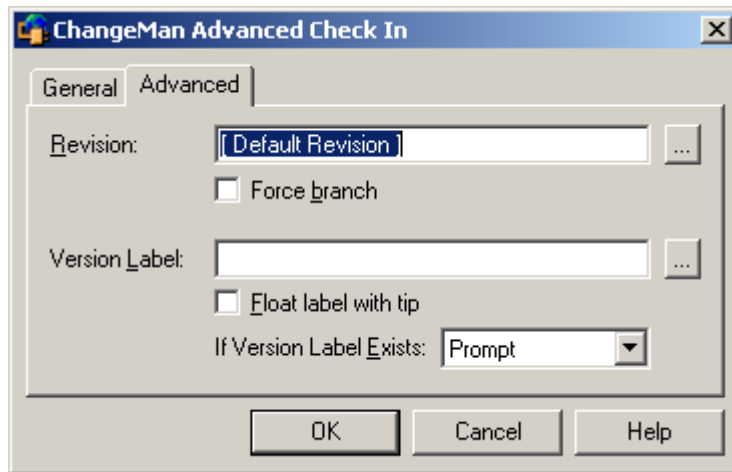 ChangeMan Advanced Check In
General Advanced
Revision: [ Default Revision ] ...
Force branch
Version Label: ...
Float label with tip
If Version Label Exists: Prompt
OK Cancel Help